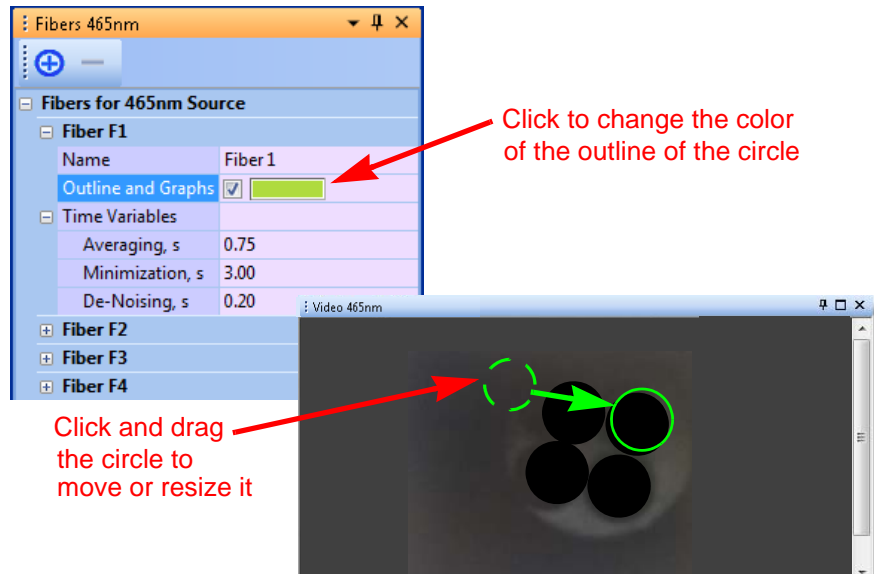 Fibers 465nm
Fibers for 465nm Source
Fiber F1
Name Fiber 1
Outline and Graphs
Time Variables
Averaging, s 0.75
Minimization, s 3.00
De-Noising, s 0.20
Fiber F2
Fiber F3
Fiber F4
Click to change the color
of the outline of the circle
Video 465nm
Click and drag
the circle to
move or resize it